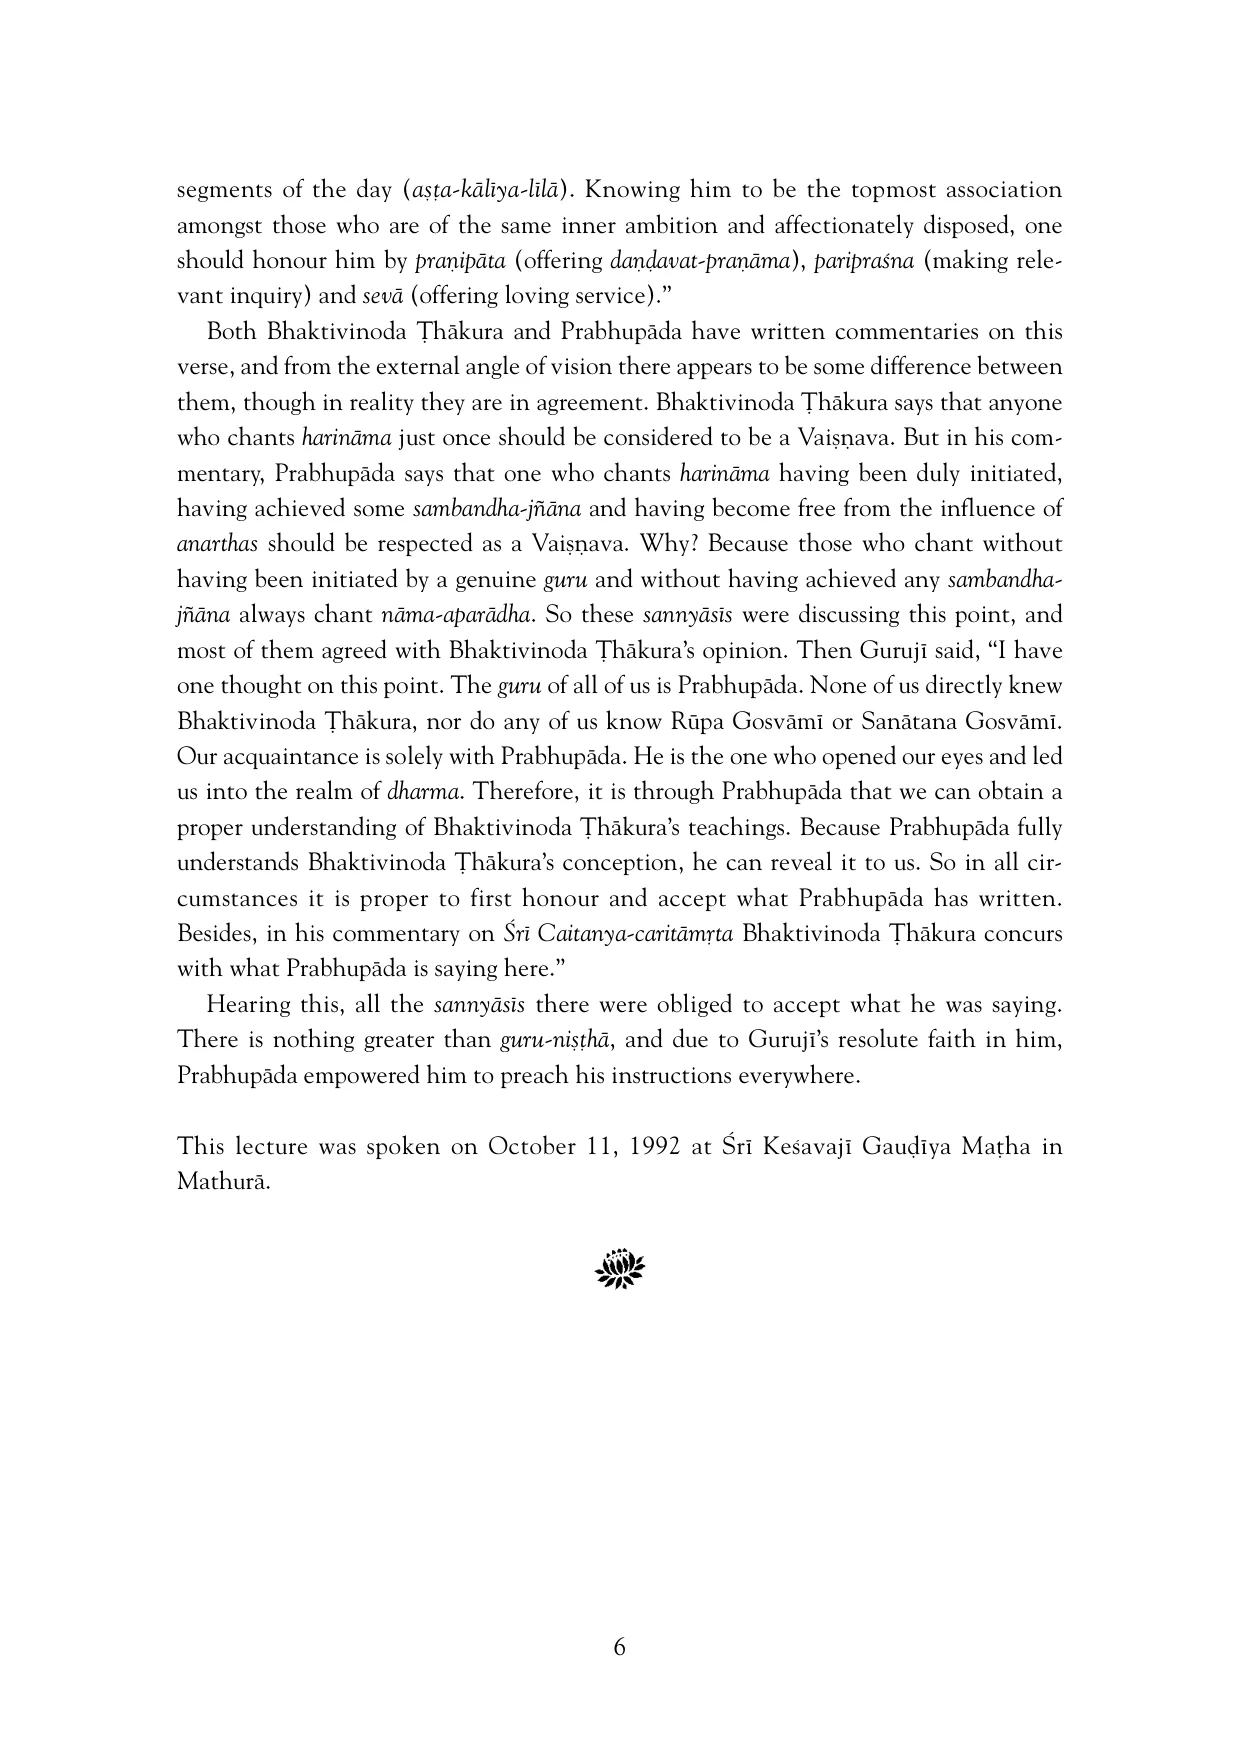 segments of the day (aṣṭa-kālīya-līlā). Knowing him to be the topmost association
amongst those who are of the same inner ambition and affectionately disposed, one
should honour him by praṇipāta (offering daṇḍavat-praṇāma), paripraśna (making rele-
vant inquiry) and sevā (offering loving service).”
Both Bhaktivinoda Ṭhākura and Prabhupāda have written commentaries on this
verse, and from the external angle of vision there appears to be some difference between
them, though in reality they are in agreement. Bhaktivinoda Ṭhākura says that anyone
who chants harināma just once should be considered to be a Vaiṣṇava. But in his com-
mentary, Prabhupāda says that one who chants harināma having been duly initiated,
having achieved some sambandha-jñāna and having become free from the influence of
anarthas should be respected as a Vaiṣṇava. Why? Because those who chant without
having been initiated by a genuine guru and without having achieved any sambandha-
jñāna always chant nāma-aparādha. So these sannyāsīs were discussing this point, and
most of them agreed with Bhaktivinoda Ṭhākura’s opinion. Then Gurujī said, “I have
one thought on this point. The guru of all of us is Prabhupāda. None of us directly knew
Bhaktivinoda Ṭhākura, nor do any of us know Rūpa Gosvāmī or Sanātana Gosvāmī.
Our acquaintance is solely with Prabhupāda. He is the one who opened our eyes and led
us into the realm of dharma. Therefore, it is through Prabhupāda that we can obtain a
proper understanding of Bhaktivinoda Ṭhākura’s teachings. Because Prabhupāda fully
understands Bhaktivinoda Ṭhākura’s conception, he can reveal it to us. So in all cir-
cumstances it is proper to first honour and accept what Prabhupāda has written.
Besides, in his commentary on Śrī Caitanya-caritāmṛta Bhaktivinoda Ṭhākura concurs
with what Prabhupāda is saying here.”
Hearing this, all the sannyāsīs there were obliged to accept what he was saying.
There is nothing greater than guru-niṣṭhā, and due to Gurujī’s resolute faith in him,
Prabhupāda empowered him to preach his instructions everywhere.
This lecture was spoken on October 11, 1992 at Śrī Keśavajī Gauḍīya Maṭha in
Mathurā.
6